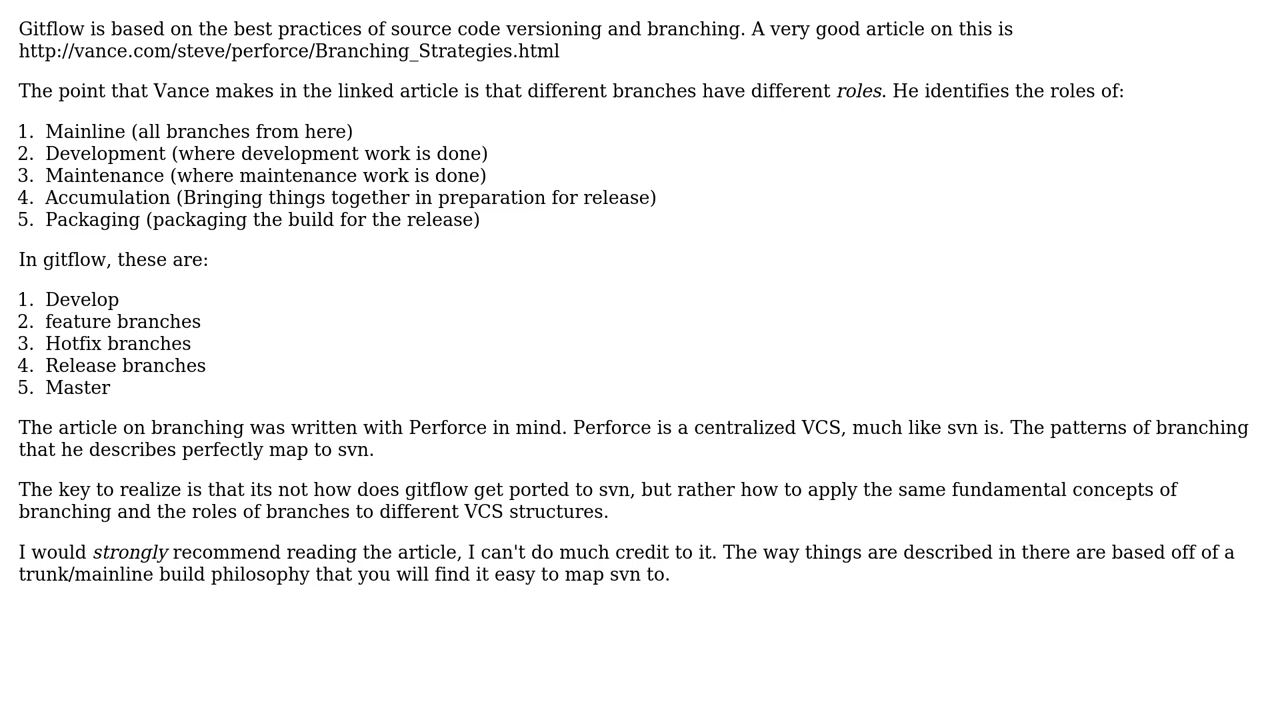 Gitflow is based on the best practices of source code versioning and branching. A very good article on this is
http://vance.com/steve/perforce/Branching_Strategies.html
The point that Vance makes in the linked article is that different branches have different roles. He identifies the roles of:
1. Mainline (all branches from here)
2. Development (where development work is done)
3. Maintenance (where maintenance work is done)
4. Accumulation (Bringing things together in preparation for release)
5. Packaging (packaging the build for the release)
In gitflow, these are:
1. Develop
2. feature branches
3. Hotfix branches
4. Release branches
5. Master
The article on branching was written with Perforce in mind. Perforce is a centralized VCS, much like svn is. The patterns of branching
that he describes perfectly map to svn.
The key to realize is that its not how does gitflow get ported to svn, but rather how to apply the same fundamental concepts of
branching and the roles of branches to different VCS structures.
I would strongly recommend reading the article, I can't do much credit to it. The way things are described in there are based off of a
trunk/mainline build philosophy that you will find it easy to map svn to.